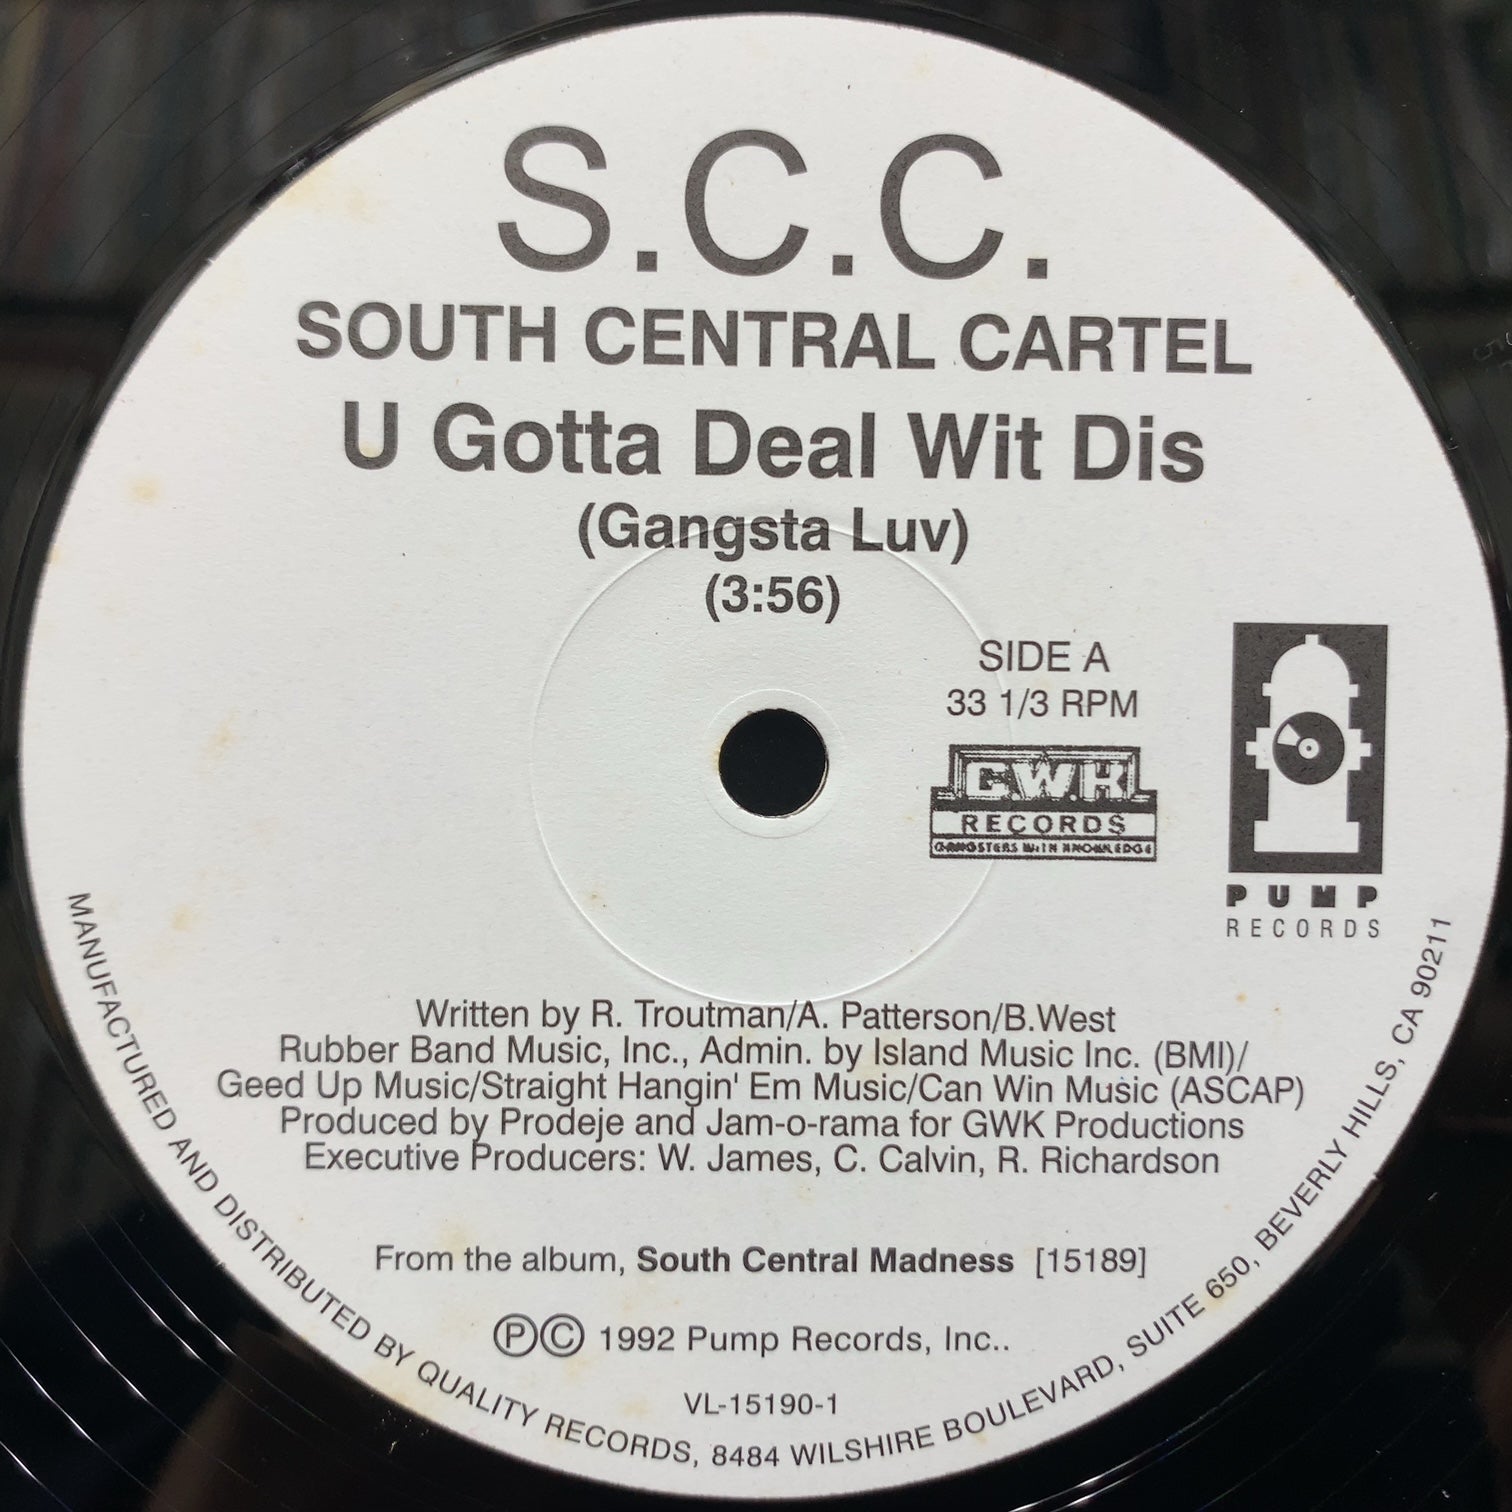 S.C.C.
SOUTH CENTRAL CARTEL
U Gotta Deal Wit Dis
(Gangsta Luv)
(3:56)
SIDE A
33 1/3 RPM
G.W.K
RECORDS
GANGSTERS WITH KNOWLEDGE
PUMP
RECORDS
Written by R. Troutman/A. Patterson/B.West
Rubber Band Music, Inc., Admin. by Island Music Inc. (BMI)/
Geed Up Music/Straight Hangin' Em Music/Can Win Music (ASCAP)
Produced by Prodeje and Jam-o-rama for GWK Productions
Executive Producers: W. James, C. Calvin, R. Richardson
From the album, South Central Madness [15189]
Ⓟ© 1992 Pump Records, Inc..
VL-15190-1
MANUFACTURED AND DISTRIBUTED BY QUALITY RECORDS, 8484 WILSHIRE BOULEVARD, SUITE 650, BEVERLY HILLS, CA 90211